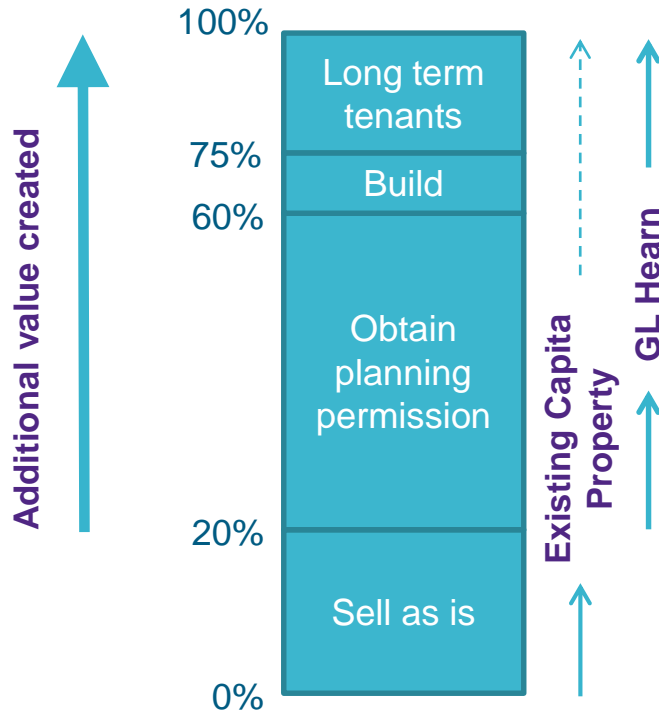 Additional value created
100%
75%
60%
20%
0%
Long term
tenants
Build
Obtain
planning
permission
Sell as is
Existing Capita
Property
GL Hearn